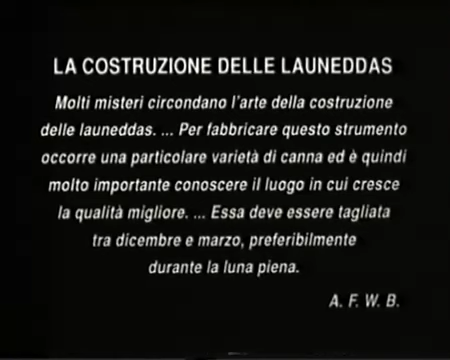 LA COSTRUZIONE DELLE LAUNEDDAS
Molti misteri circondano l'arte della costruzione
delle launeddas. ... Per fabbricare questo strumento
occorre una particolare varietà di canna ed è quindi
molto importante conoscere il luogo in cui cresce
la qualità migliore. ... Essa deve essere tagliata
tra dicembre e marzo, preferibilmente
durante la luna piena.
A. F. W. B.